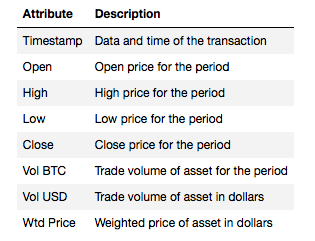 Attribute Description
Timestamp Data and time of the transaction
Open Open price for the period
High High price for the period
Low Low price for the period
Close Close price for the period
Vol BTC Trade volume of asset for the period
Vol USD Trade volume of asset in dollars
Wtd Price Weighted price of asset in dollars